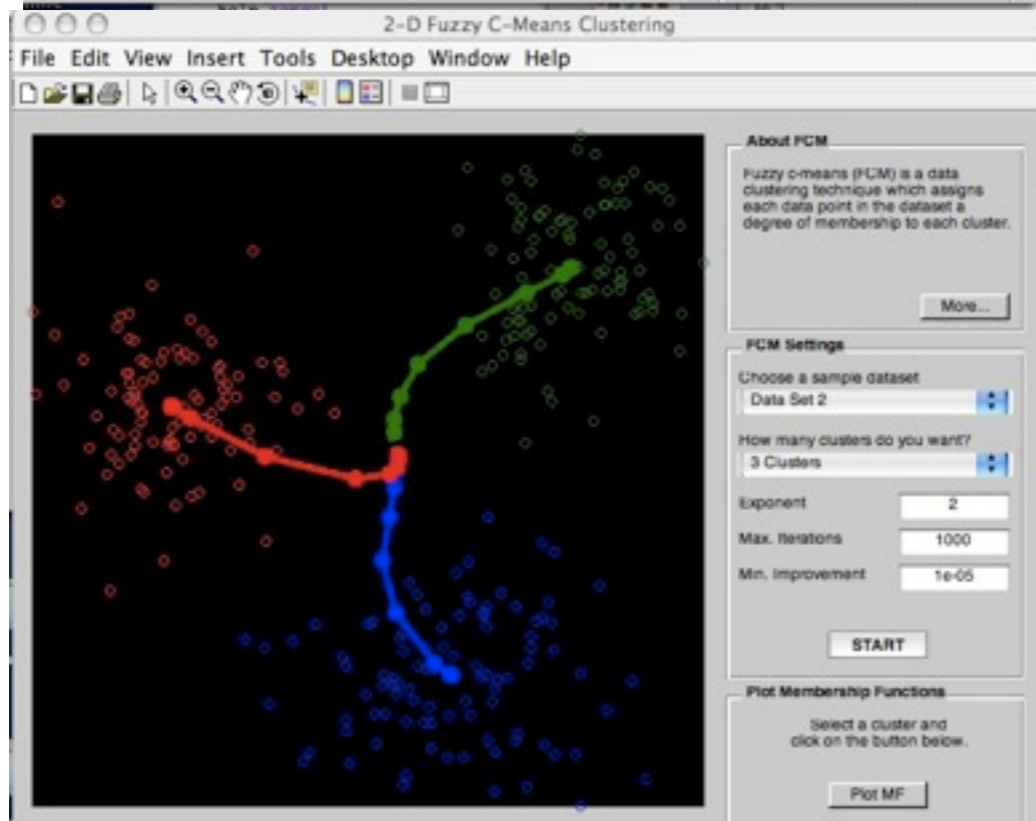 2-D Fuzzy C-Means Clustering
File Edit View Insert Tools Desktop Window Help
About FCM
Fuzzy c-means (FCM) is a data
clustering technique which assigns
each data point in the dataset a
degree of membership to each cluster.
More...
FCM Settings
Choose a sample dataset
Data Set 2
How many clusters do you want?
3 Clusters
Exponent 2
Max. Iterations 1000
Min. Improvement 1e-05
START
Plot Membership Functions
Select a cluster and
click on the button below.
Plot MF